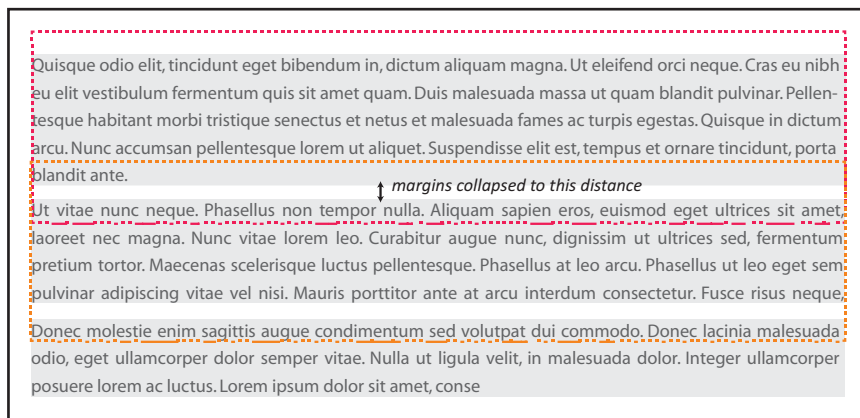 Quisque odio elit, tincidunt eget bibendum in, dictum aliquam magna. Ut eleifend orci neque. Cras eu nibh
eu elit vestibulum fermentum quis sit amet quam. Duis malesuada massa ut quam blandit pulvinar. Pellen-
tesque habitant morbi tristique senectus et netus et malesuada fames ac turpis egestas. Quisque in dictum
arcu. Nunc accumsan pellentesque lorem ut aliquet. Suspendisse elit est, tempus et ornare tincidunt, porta
blandit ante.
margins collapsed to this distance
Ut vitae nunc neque. Phasellus non tempor nulla. Aliquam sapien eros, euismod eget ultrices sit amet,
laoreet nec magna. Nunc vitae lorem leo. Curabitur augue nunc, dignissim ut ultrices sed, fermentum
pretium tortor. Maecenas scelerisque luctus pellentesque. Phasellus at leo arcu. Phasellus ut leo eget sem
pulvinar adipiscing vitae vel nisi. Mauris porttitor ante at arcu interdum consectetur. Fusce risus neque,
Donec molestie enim sagittis augue condimentum sed volutpat dui commodo. Donec lacinia malesuada
odio, eget ullamcorper dolor semper vitae. Nulla ut ligula velit, in malesuada dolor. Integer ullamcorper
posuere lorem ac luctus. Lorem ipsum dolor sit amet, conse